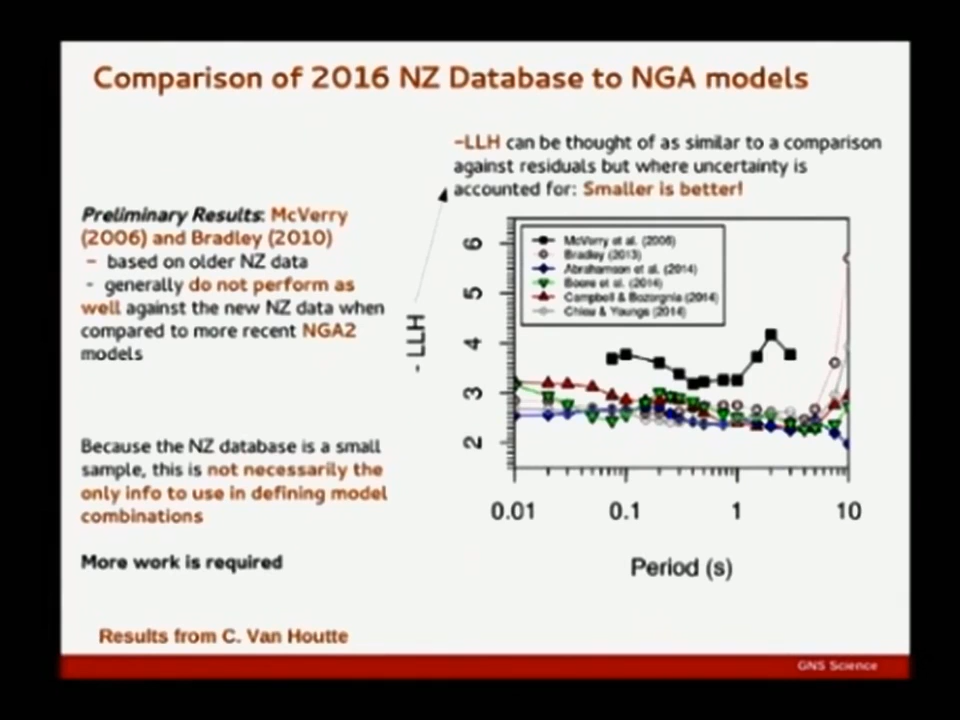 Comparison of 2016 NZ Database to NGA models
-LLH can be thought of as similar to a comparison
against residuals but where uncertainty is
accounted for: Smaller is better!
Preliminary Results: McVerry
(2006) and Bradley (2010)
- based on older NZ data
- generally do not perform as
well against the new NZ data when
compared to more recent NGA2
models
Because the NZ database is a small
sample, this is not necessarily the
only info to use in defining model
combinations
More work is required
Results from C. Van Houtte
- LLH
6
5
4
3
2
McVerry et al. (2006)
Bradley (2013)
Abrahamson et al. (2014)
Boore et al. (2014)
Campbell & Bozorgnia (2014)
Chiou & Youngs (2014)
0.01 0.1 1 10
Period (s)
GNS Science